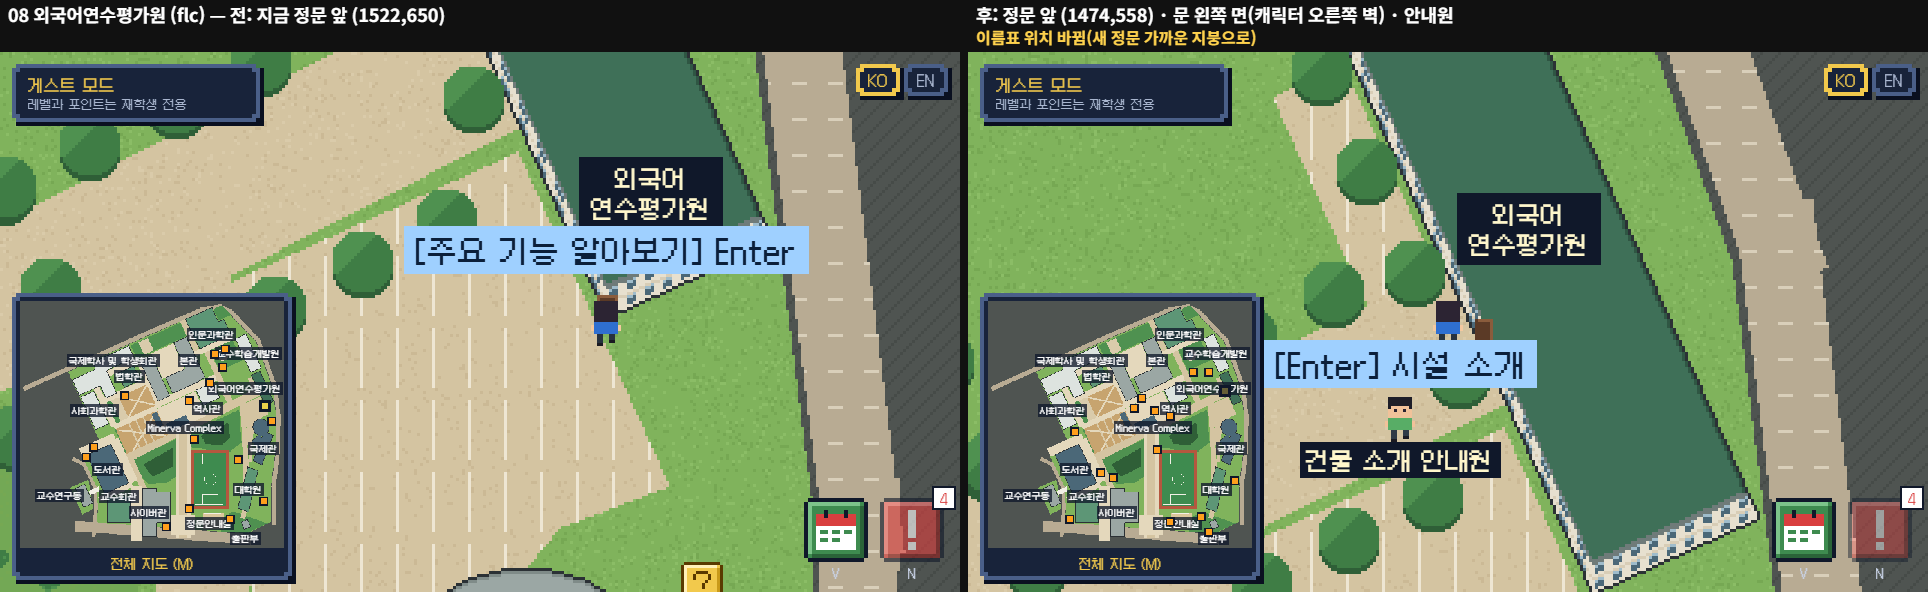 08 외국어연수평가원 (flc) — 전: 지금 정문 앞 (1522,650)
게스트 모드
레벨과 포인트는 재학생 전용
KO
EN
외국어
연수평가원
[주요 기능 알아보기] Enter
인문과학관
국제학사 및 학생회관
본관
교수학습개발원
법학관
외국어연수평가원
사회과학관
역사관
Minerva Complex
국제관
도서관
대학원
교수연구동
교수회관
사이버관
정문안내실
출판부
전체 지도 (M)
4
V
N
후: 정문 앞 (1474,558) · 문 왼쪽 면(캐릭터 오른쪽 벽) · 안내원
이름표 위치 바뀜(새 정문 가까운 지붕으로)
게스트 모드
레벨과 포인트는 재학생 전용
KO
EN
외국어
연수평가원
[Enter] 시설 소개
건물 소개 안내원
인문과학관
국제학사 및 학생회관
본관
교수학습개발원
법학관
사회과학관
역사관
Minerva Complex
국제관
도서관
대학원
교수연구동
교수회관
사이버관
출판부
전체 지도 (M)
4
V
N